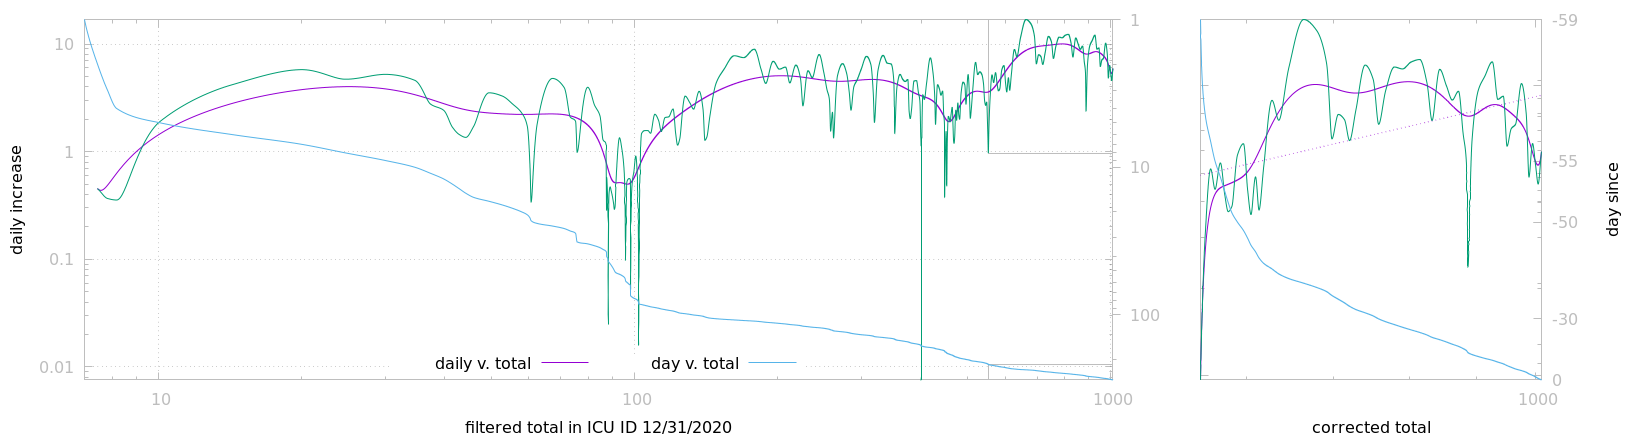 10
1
0.1
0.01
daily increase
daily v. total
day v. total
10
100
1000
filtered total in ICU ID 12/31/2020
1
10
100
-59
-55
-50
-30
0
day since
1000
corrected total